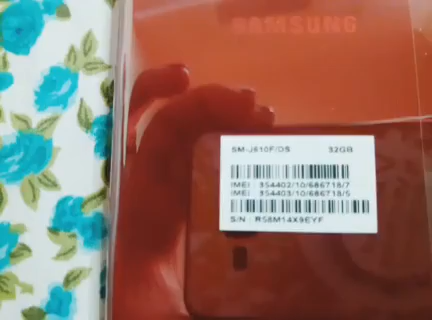 SAMSUNG
SM-J610F/DS 32GB
IMEI 354402/10/686718/7
IMEI 354403/10/686718/5
S/N R58M14X9EYF